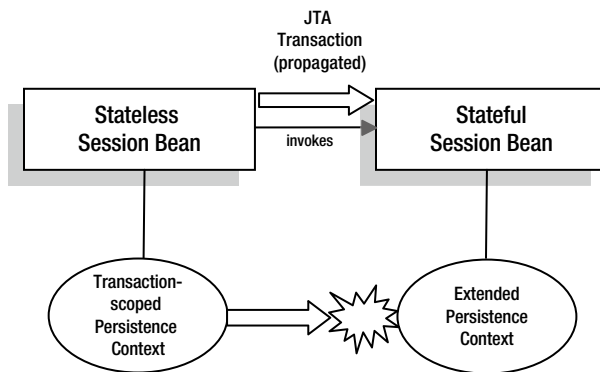 JTA
Transaction
(propagated)
Stateless
Session Bean
invokes
Stateful
Session Bean
Transaction-
scoped
Persistence
Context
Extended
Persistence
Context